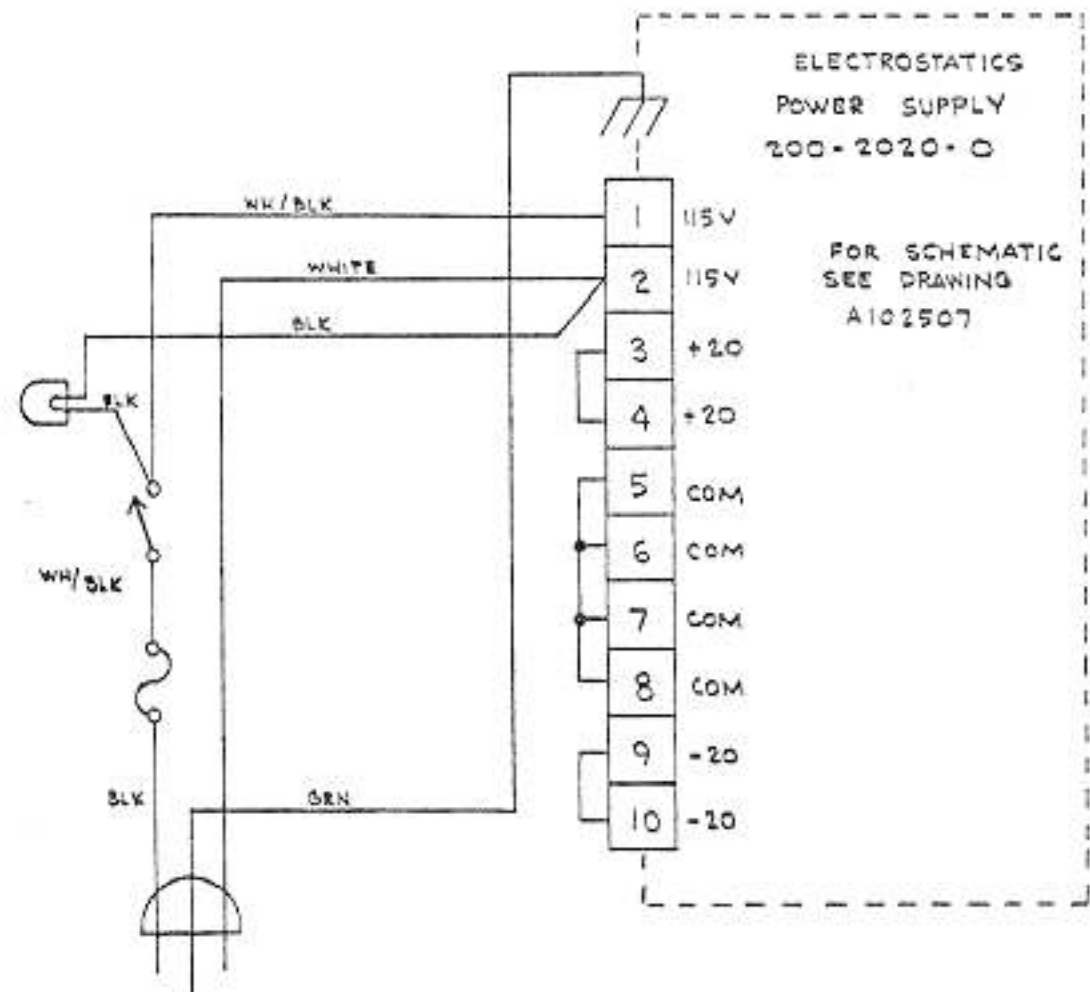 ELECTROSTATICS
POWER SUPPLY
200-2020-0
WH/BLK
1 115V
FOR SCHEMATIC
SEE DRAWING
A102507
WHITE
2 115V
BLK
3 +20
BLK
4 +20
5 COM
6 COM
WH/BLK
7 COM
8 COM
9 -20
BLK
GRN
10 -20